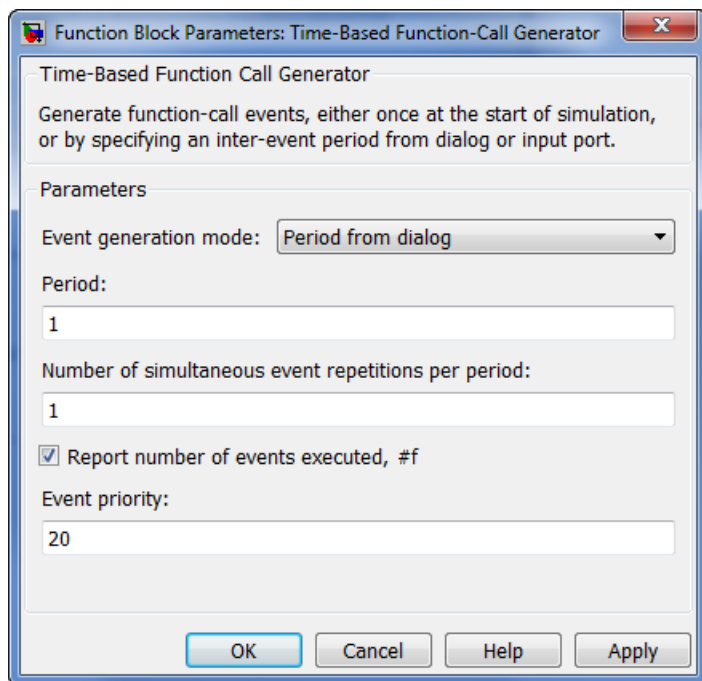 Function Block Parameters: Time-Based Function-Call Generator
Time-Based Function Call Generator
Generate function-call events, either once at the start of simulation,
or by specifying an inter-event period from dialog or input port.
Parameters
Event generation mode: Period from dialog
Period:
1
Number of simultaneous event repetitions per period:
1
Report number of events executed, #f
Event priority:
20
OK Cancel Help Apply